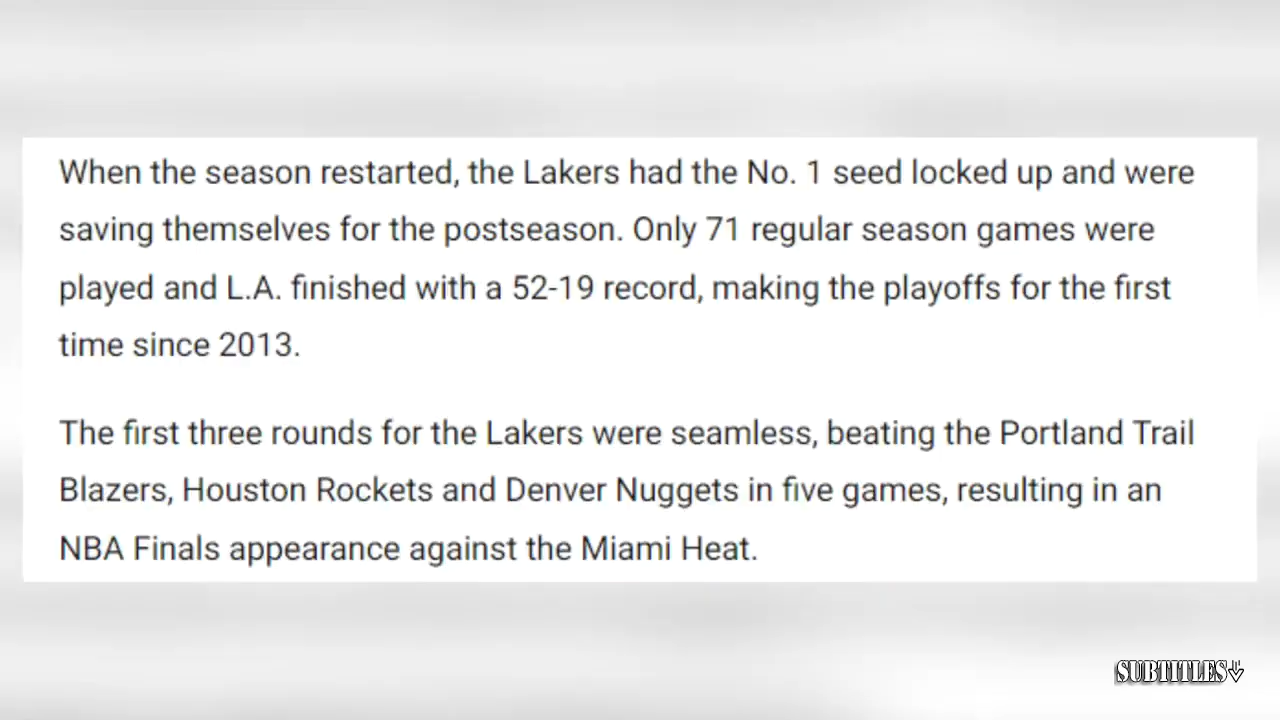 When the season restarted, the Lakers had the No. 1 seed locked up and were
saving themselves for the postseason. Only 71 regular season games were
played and L.A. finished with a 52-19 record, making the playoffs for the first
time since 2013.
The first three rounds for the Lakers were seamless, beating the Portland Trail
Blazers, Houston Rockets and Denver Nuggets in five games, resulting in an
NBA Finals appearance against the Miami Heat.
SUBTITLES